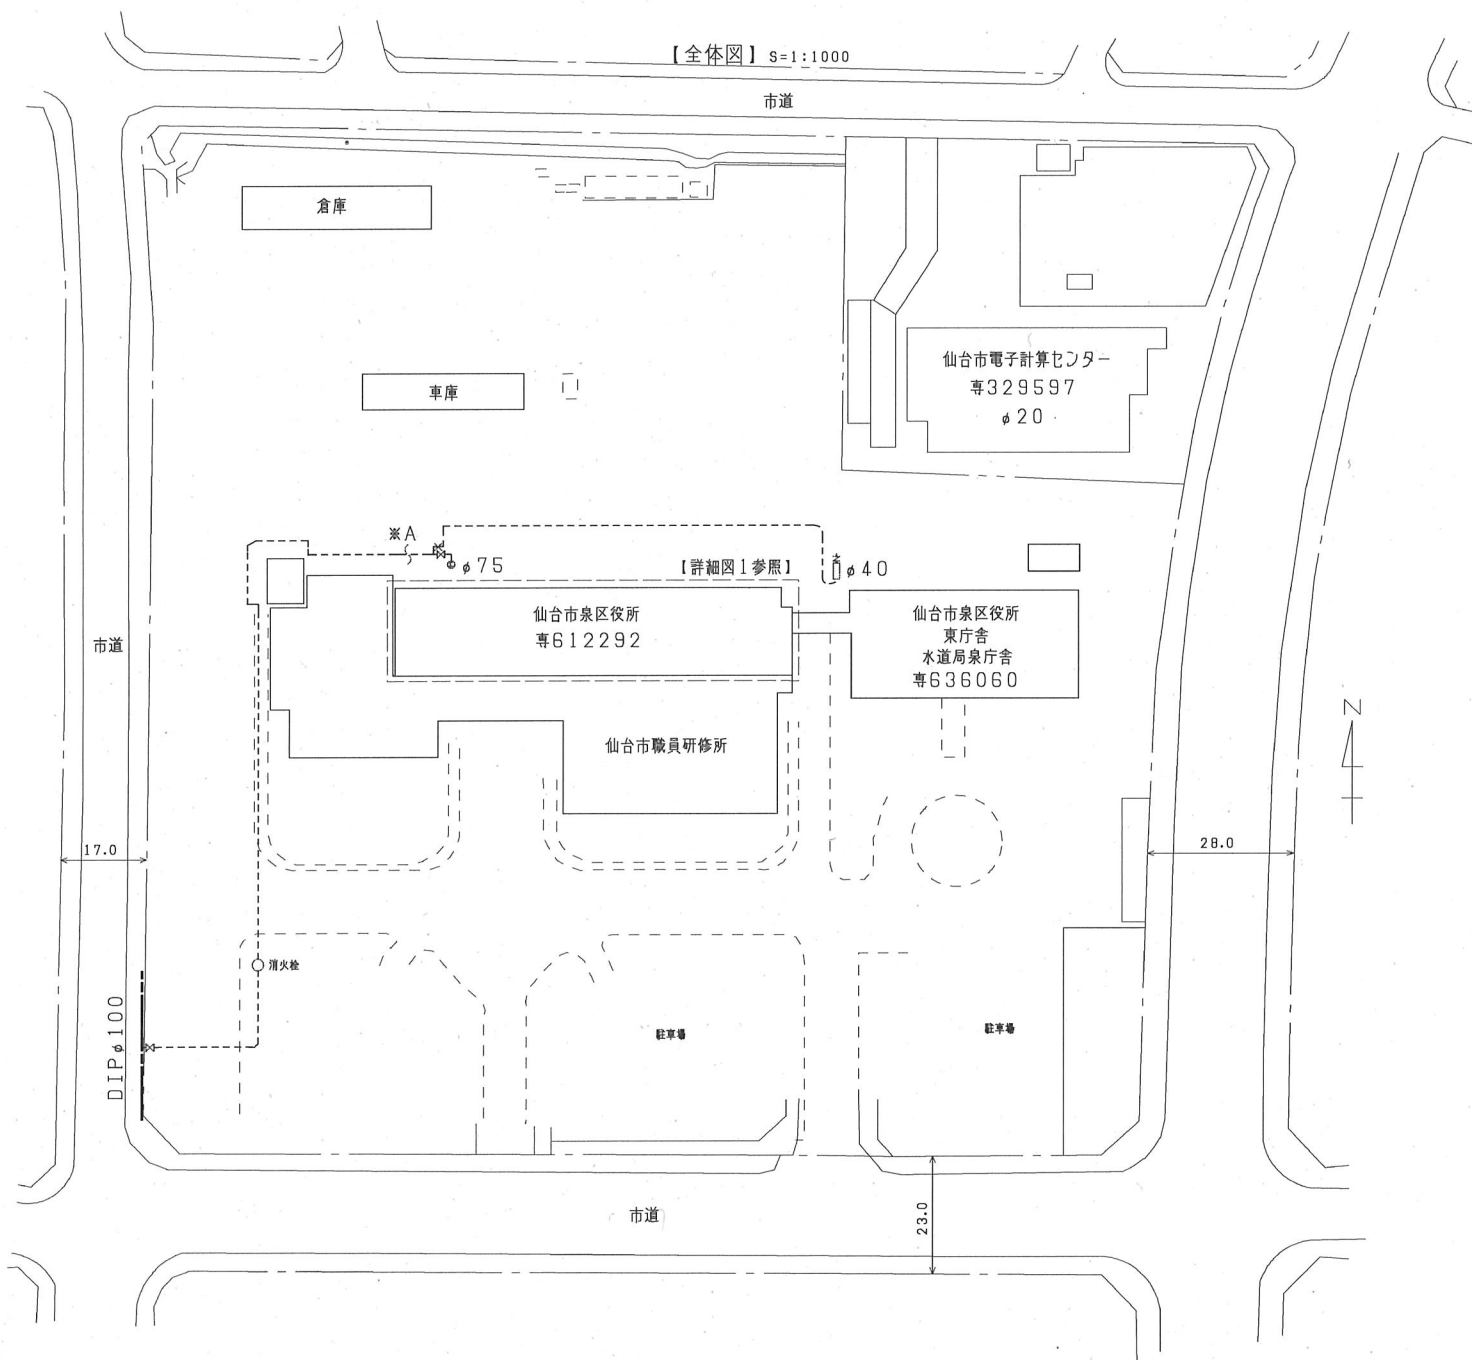 【全体図】 S=1:1000
市道
倉庫
車庫
仙台市電子計算センター
専329597
φ20
※A
φ75
【詳細図1参照】
φ40
仙台市泉区役所
専612292
仙台市泉区役所
東庁舎
水道局泉庁舎
専636060
市道
仙台市職員研修所
N
17.0
28.0
消火栓
DIPφ100
駐車場
駐車場
市道
23.0